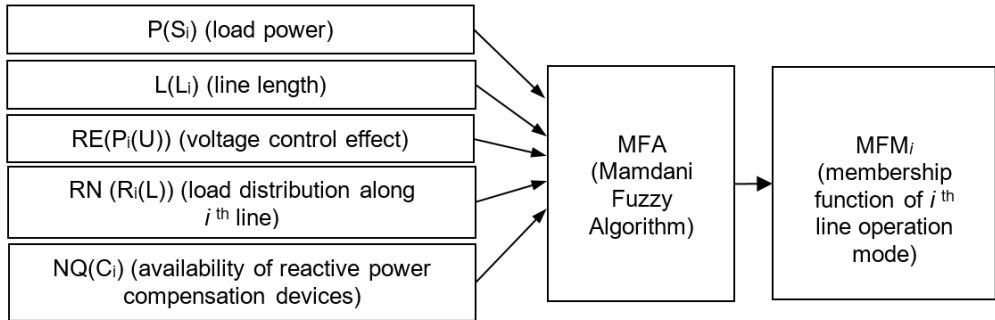 P(Si) (load power)
L(Li) (line length)
RE(Pi(U)) (voltage control effect)
RN (Ri(L)) (load distribution along
i th line)
NQ(Ci) (availability of reactive power
compensation devices)
MFA
(Mamdani
Fuzzy
Algorithm)
MFMi
(membership
function of i th
line operation
mode)